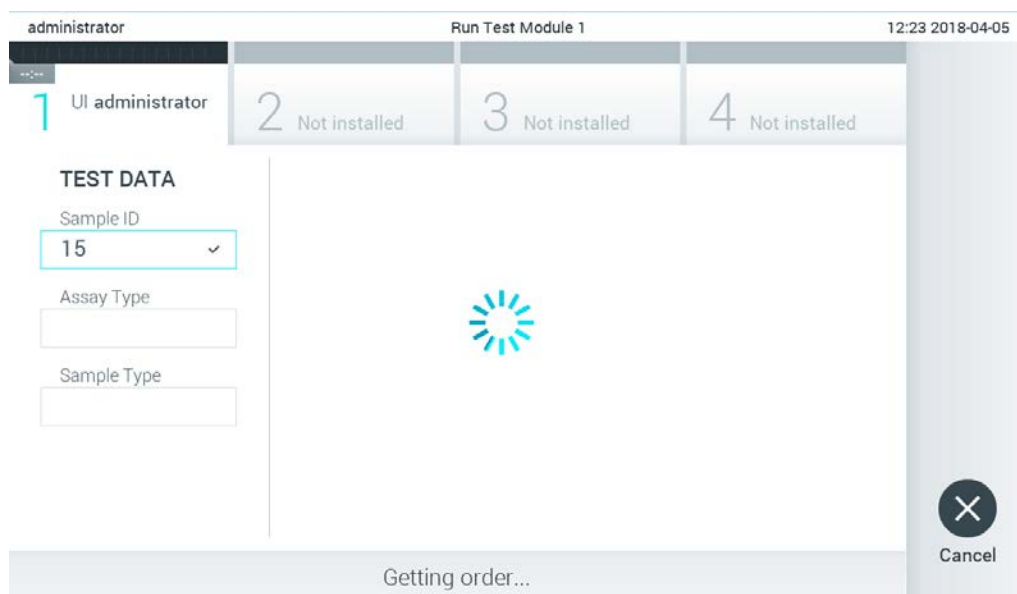 administrator Run Test Module 1 12:23 2018-04-05
--:--
1 UI administrator 2 Not installed 3 Not installed 4 Not installed
TEST DATA
Sample ID
15
Assay Type
Sample Type
Cancel
Getting order...